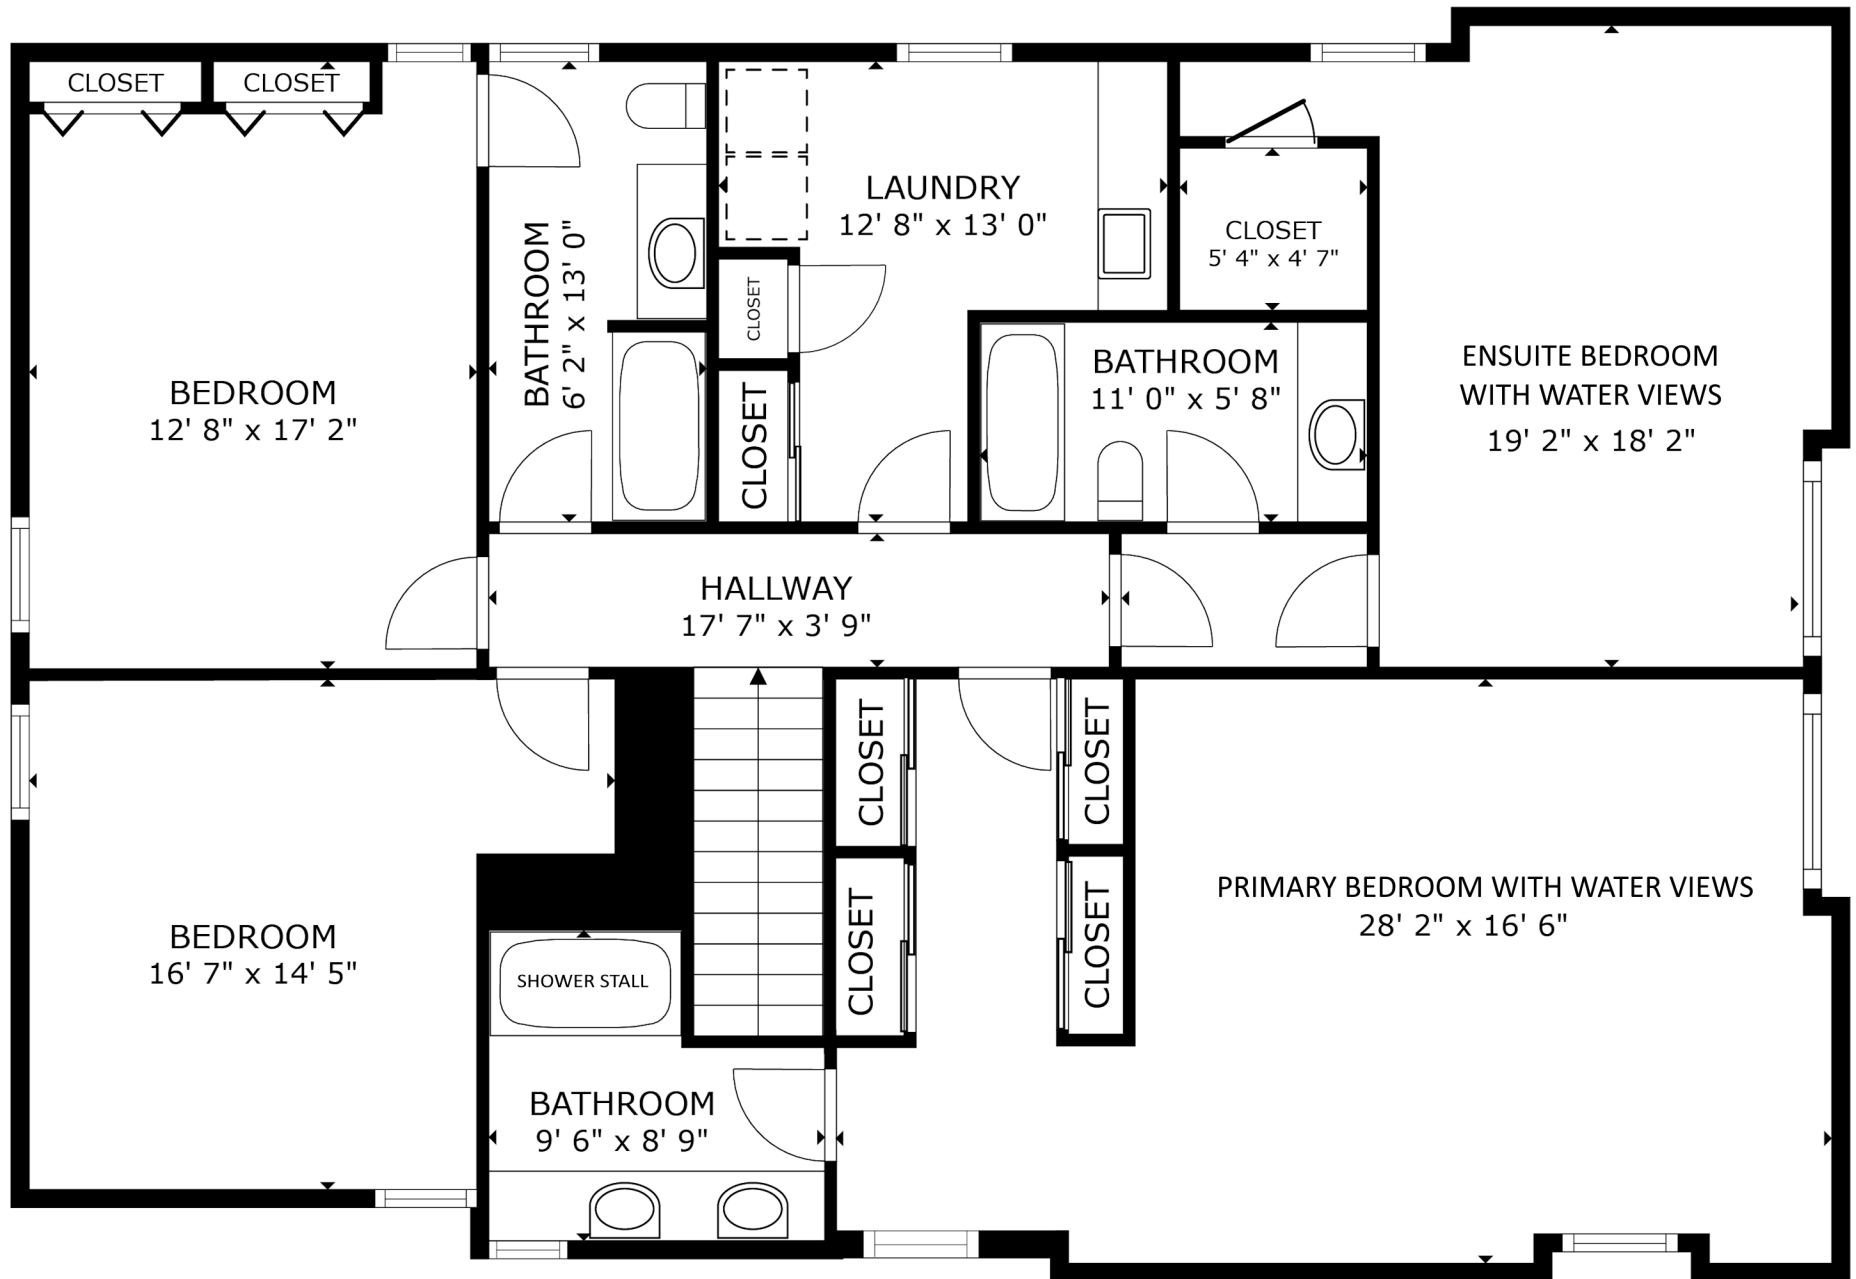 CLOSET
CLOSET
BEDROOM
12' 8" x 17' 2"
BATHROOM
6' 2" x 13' 0"
LAUNDRY
12' 8" x 13' 0"
CLOSET
CLOSET
CLOSET
5' 4" x 4' 7"
BATHROOM
11' 0" x 5' 8"
ENSUITE BEDROOM
WITH WATER VIEWS
19' 2" x 18' 2"
HALLWAY
17' 7" x 3' 9"
CLOSET
CLOSET
CLOSET
CLOSET
PRIMARY BEDROOM WITH WATER VIEWS
28' 2" x 16' 6"
BEDROOM
16' 7" x 14' 5"
SHOWER STALL
BATHROOM
9' 6" x 8' 9"